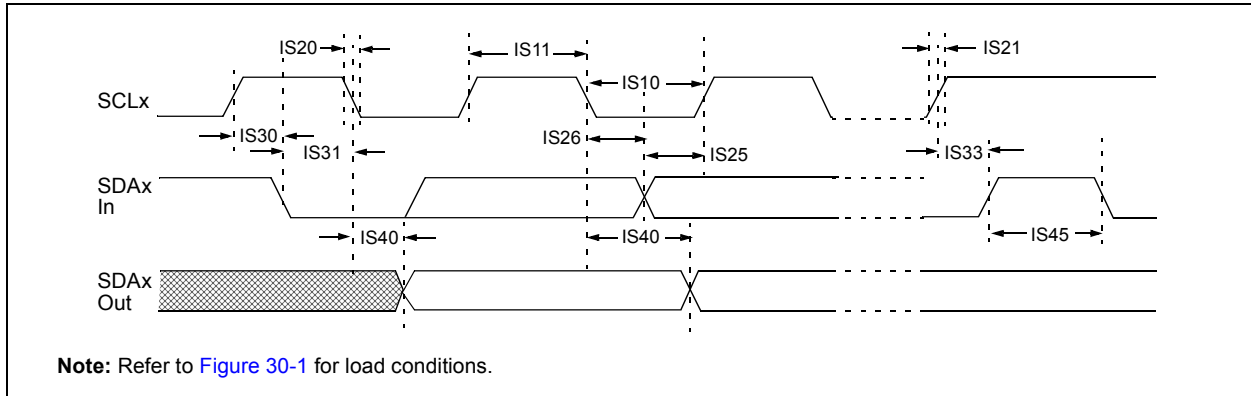 IS20
IS11
IS21
IS10
SCLx
IS30
IS26
IS31
IS25
IS33
SDAx
In
IS40
IS40
IS45
SDAx
Out
Note: Refer to Figure 30-1 for load conditions.